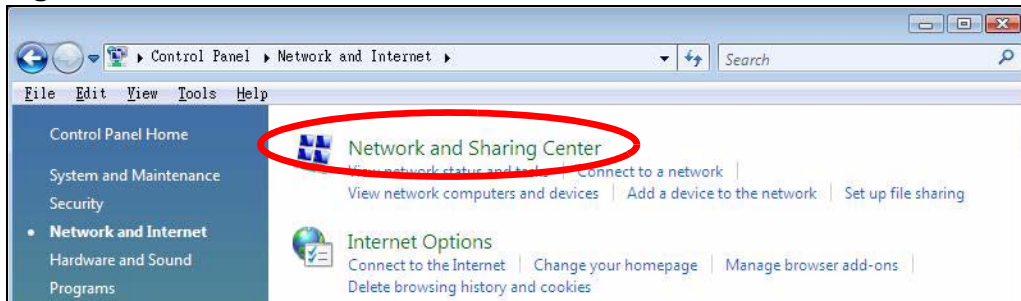 Control Panel Network and Internet Search
File Edit View Tools Help
Control Panel Home
System and Maintenance
Security
Network and Internet
Hardware and Sound
Programs
Network and Sharing Center
View network status and tasks Connect to a network
View network computers and devices Add a device to the network Set up file sharing
Internet Options
Connect to the Internet Change your homepage Manage browser add-ons
Delete browsing history and cookies